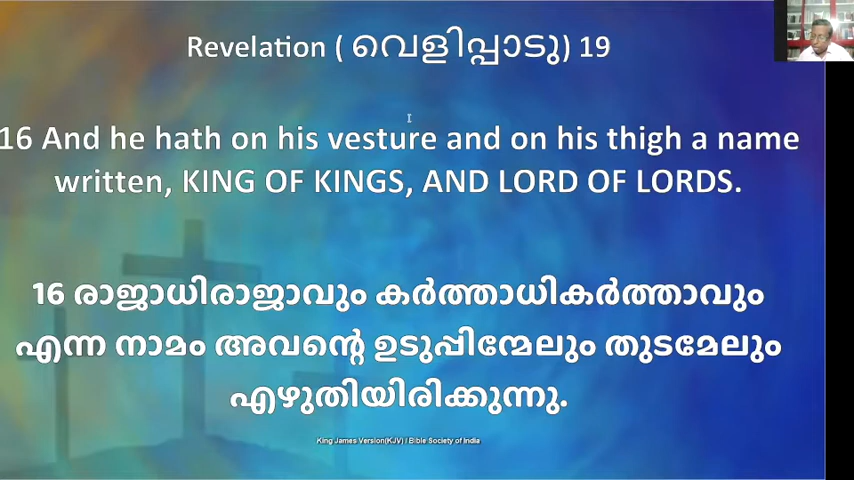 Revelation ( വെളിപ്പാടു) 19
16 And he hath on his vesture and on his thigh a name
written, KING OF KINGS, AND LORD OF LORDS.
16 രാജാധിരാജാവും കർത്താധികർത്താവും
എന്ന നാമം അവന്റെ ഉടുപ്പിന്മേലും തുടമേലും
എഴുതിയിരിക്കുന്നു.
King James Version(KJV) / Bible Society of India